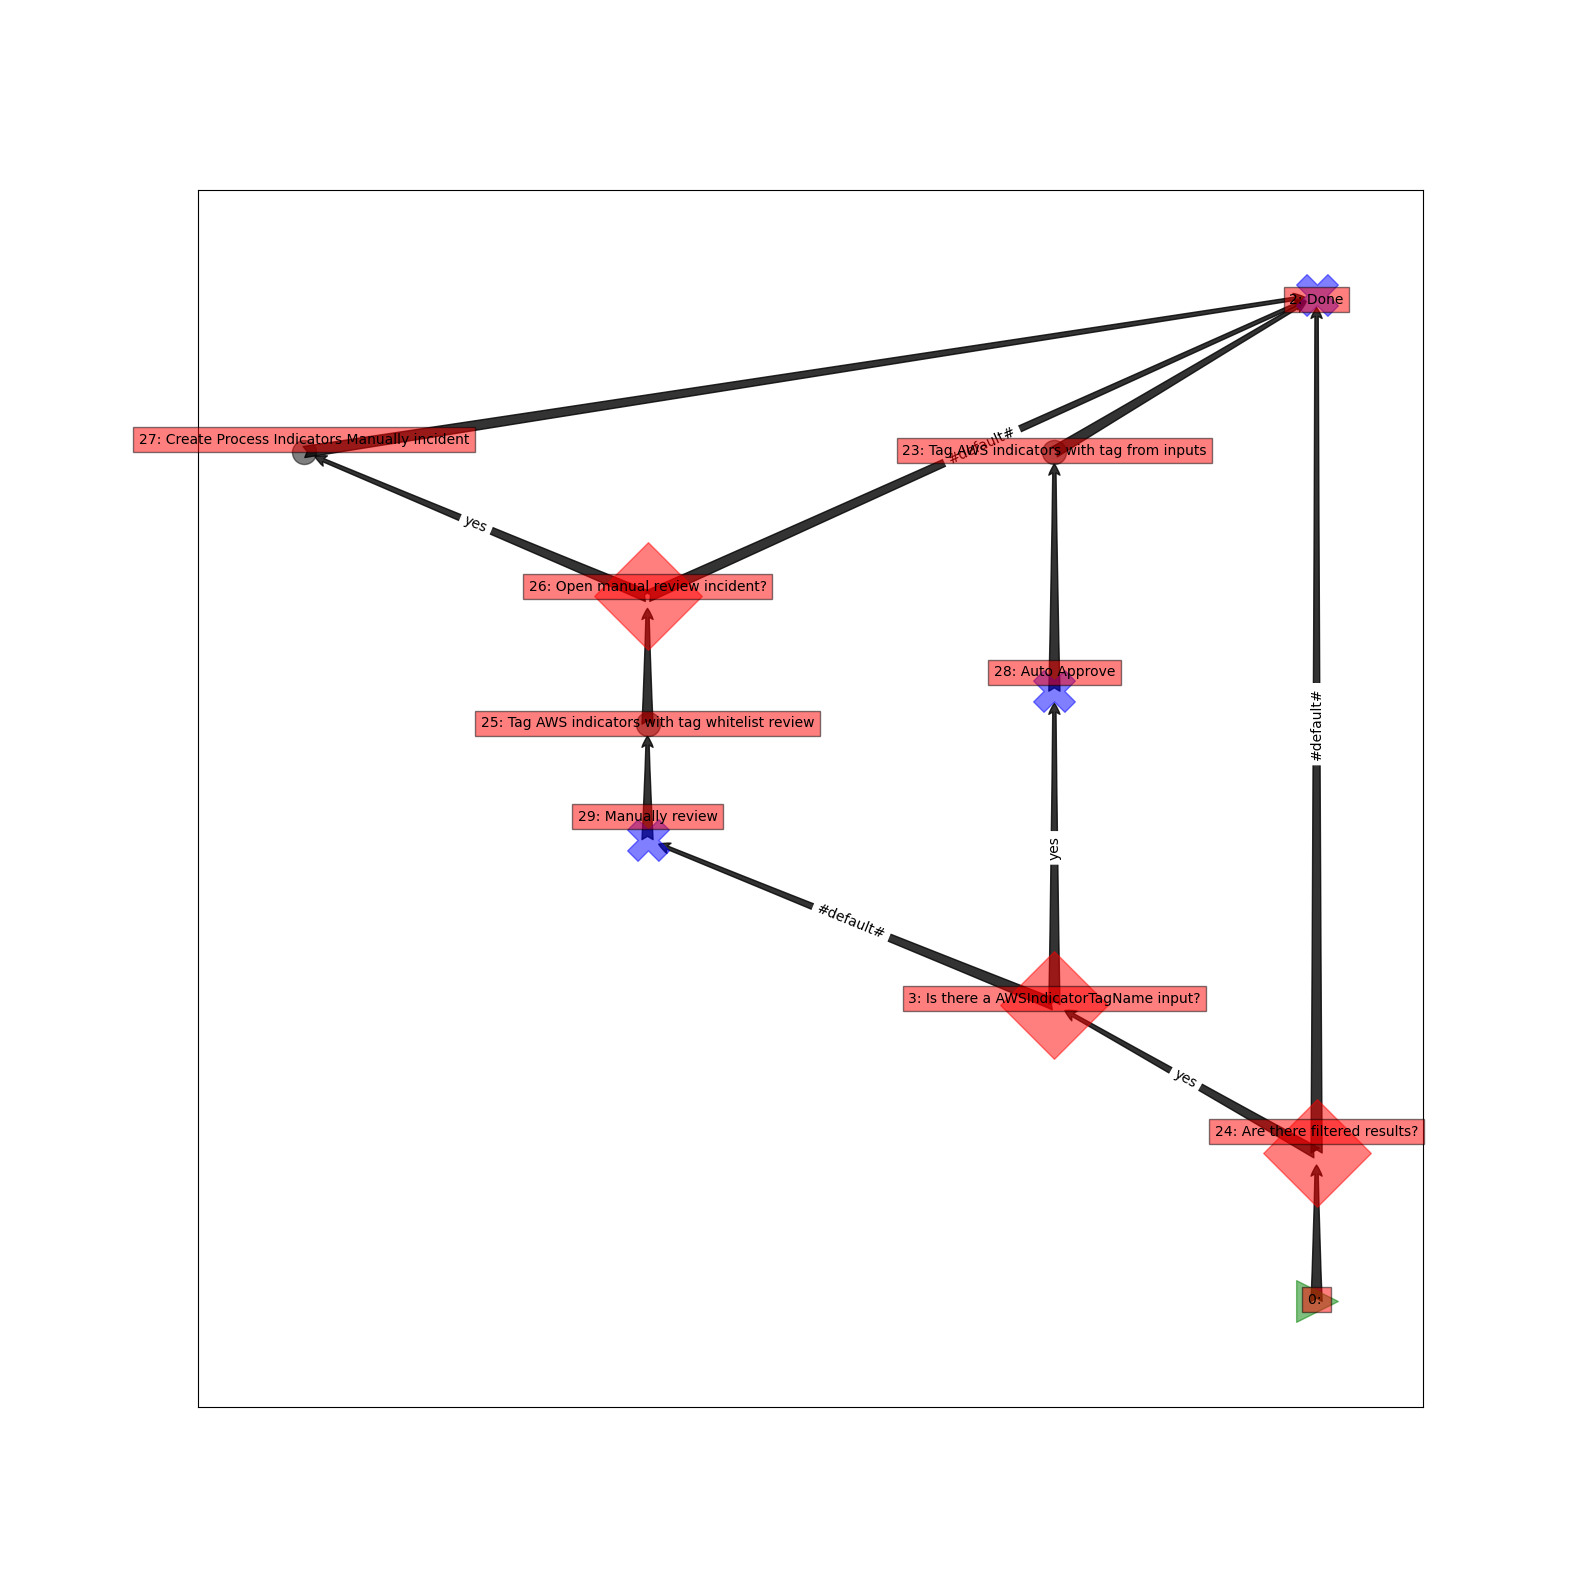 2: Done
27: Create Process Indicators Manually incident
#default#
23: Tag AWS indicators with tag from inputs
yes
26: Open manual review incident?
28: Auto Approve
25: Tag AWS indicators with tag whitelist review
#default#
29: Manually review
yes
#default#
3: Is there a AWSIndicatorTagName input?
yes
24: Are there filtered results?
0: